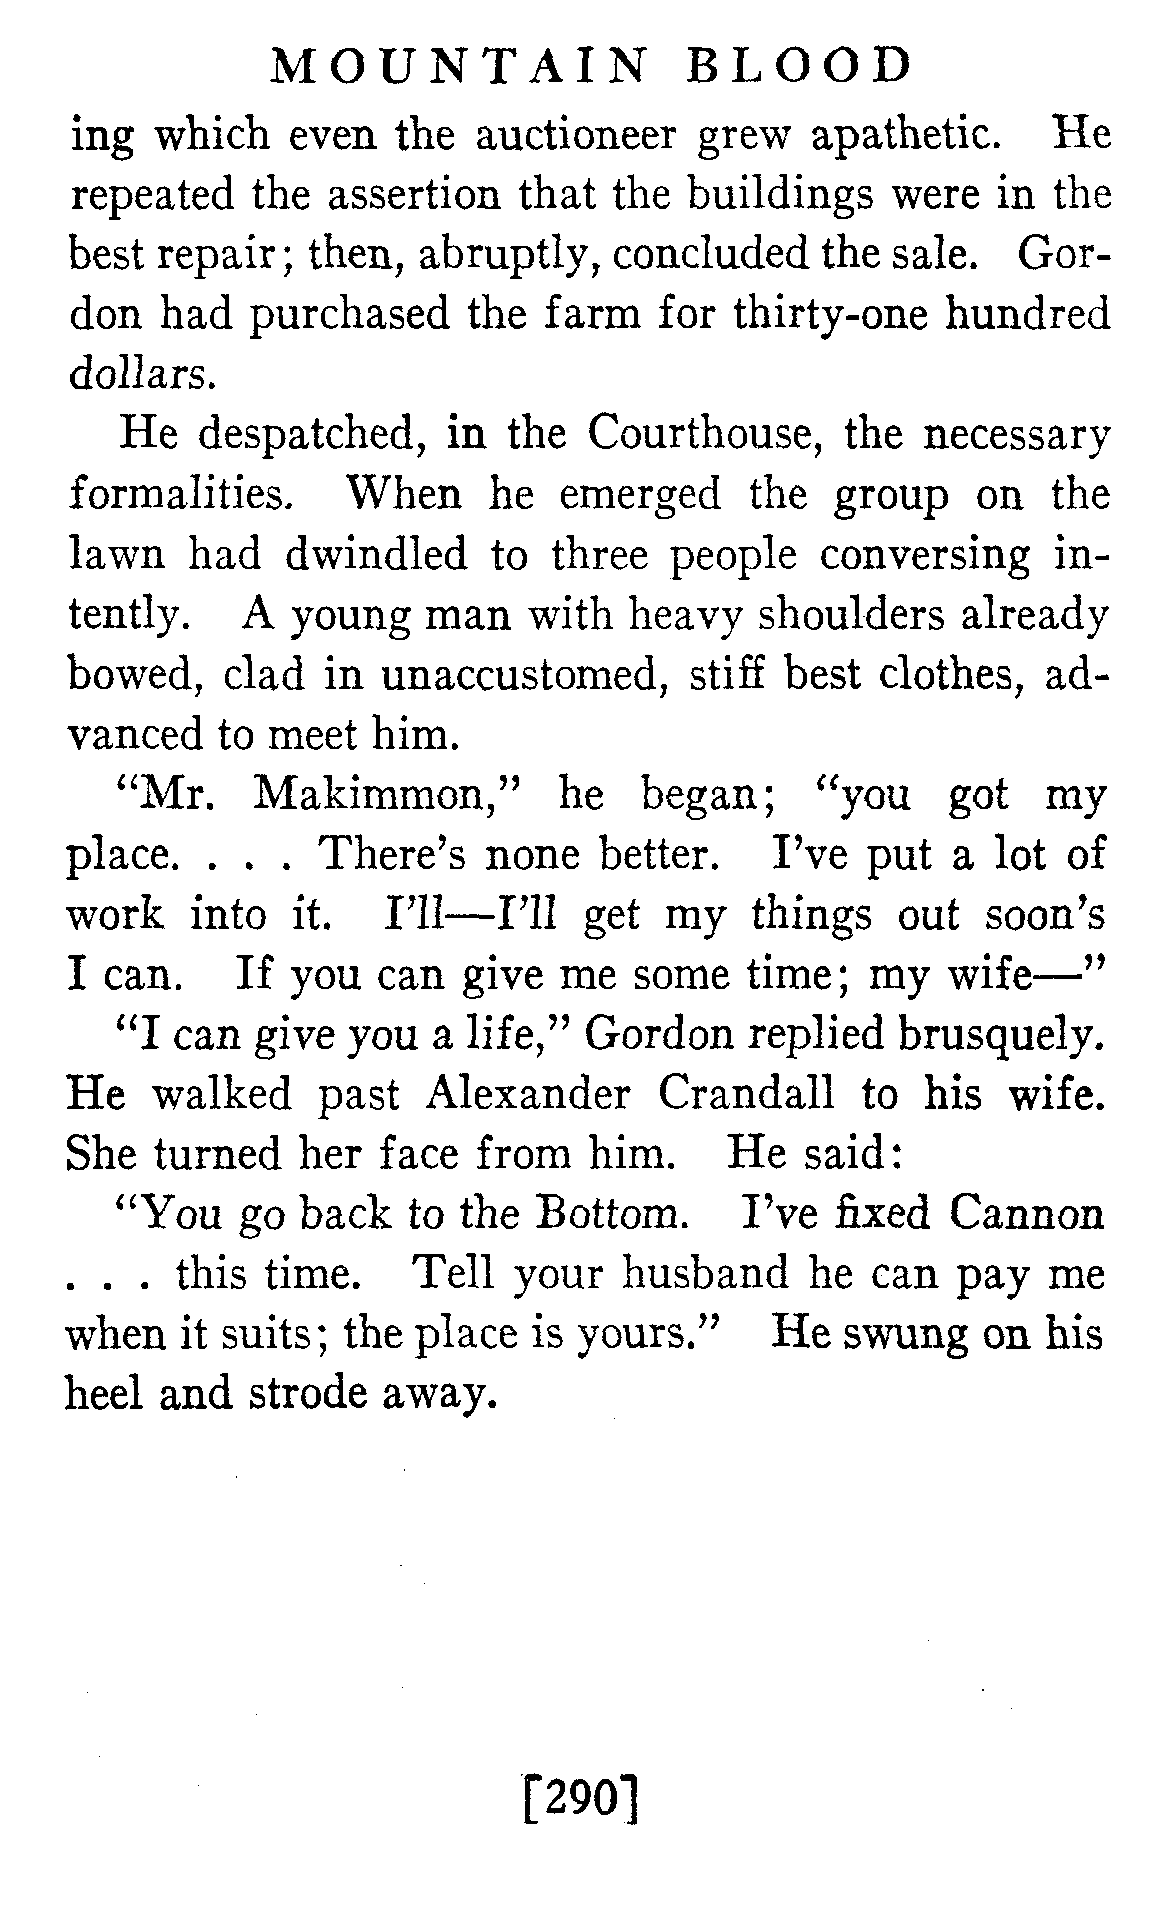 MOUNTAIN BLOOD
ing which even the auctioneer grew apathetic. He
repeated the assertion that the buildings were in the
best repair; then, abruptly, concluded the sale. Gor-
don had purchased the farm for thirty-one hundred
dollars.
He despatched, in the Courthouse, the necessary
formalities. When he emerged the group on the
lawn had dwindled to three people conversing in-
tently. A young man with heavy shoulders already
bowed, clad in unaccustomed, stiff best clothes, ad-
vanced to meet him.
“Mr. Makimmon,” he began; “you got my
place. . . . There’s none better. I’ve put a lot of
work into it. I’ll—I’ll get my things out soon’s
I can. If you can give me some time; my wife—”
“I can give you a life,” Gordon replied brusquely.
He walked past Alexander Crandall to his wife.
She turned her face from him. He said:
“You go back to the Bottom. I’ve fixed Cannon
. . . this time. Tell your husband he can pay me
when it suits; the place is yours.” He swung on his
heel and strode away.
[290]